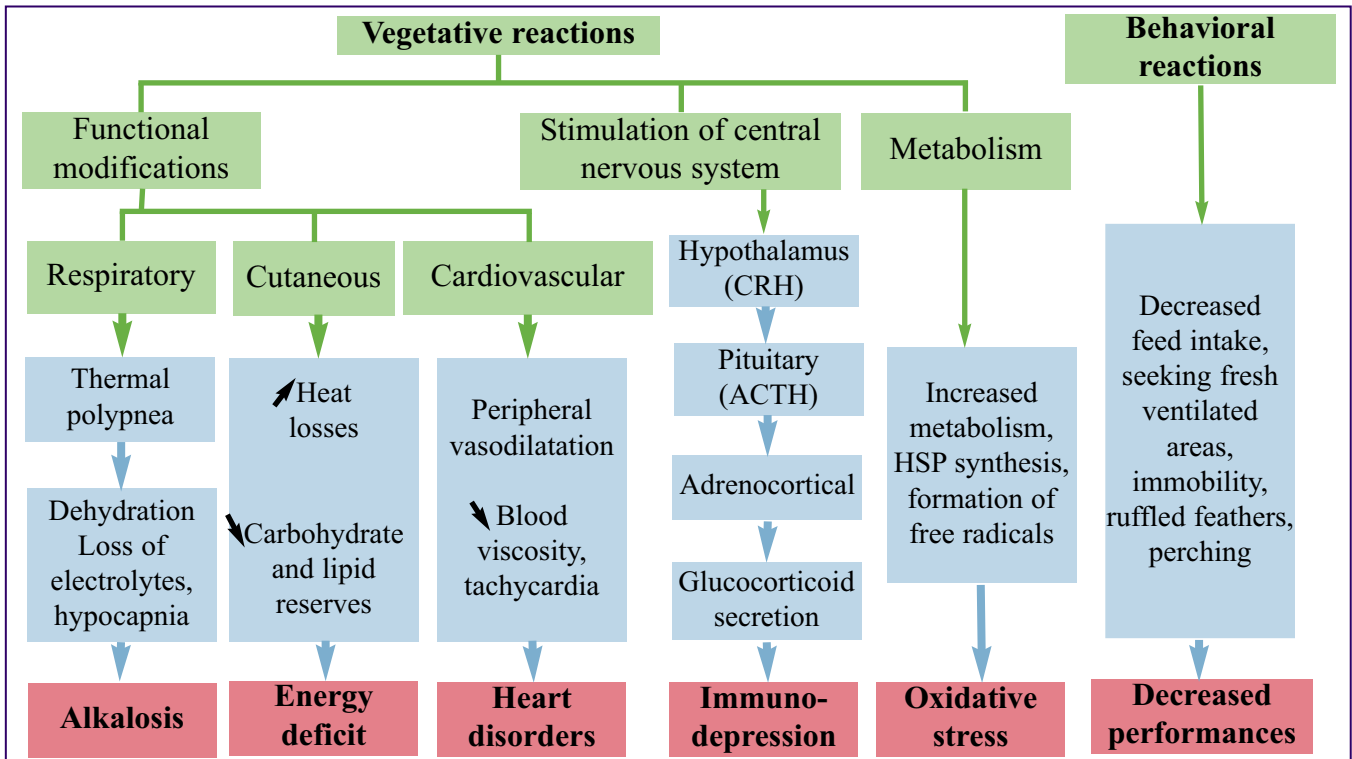 Vegetative reactions
Behavioral
reactions
Functional
modifications
Stimulation of central
nervous system
Metabolism
Respiratory
Cutaneous
Cardiovascular
Hypothalamus
(CRH)
Thermal
polypnea
Heat
losses
Peripheral
vasodilatation
Pituitary
(ACTH)
Increased
metabolism,
HSP synthesis,
formation of
free radicals
Decreased
feed intake,
seeking fresh
ventilated
areas,
immobility,
ruffled feathers,
perching
Dehydration
Loss of
electrolytes,
hypocapnia
Carbohydrate
and lipid
reserves
Blood
viscosity,
tachycardia
Adrenocortical
Glucocorticoid
secretion
Alkalosis
Energy
deficit
Heart
disorders
Immuno-
depression
Oxidative
stress
Decreased
performances